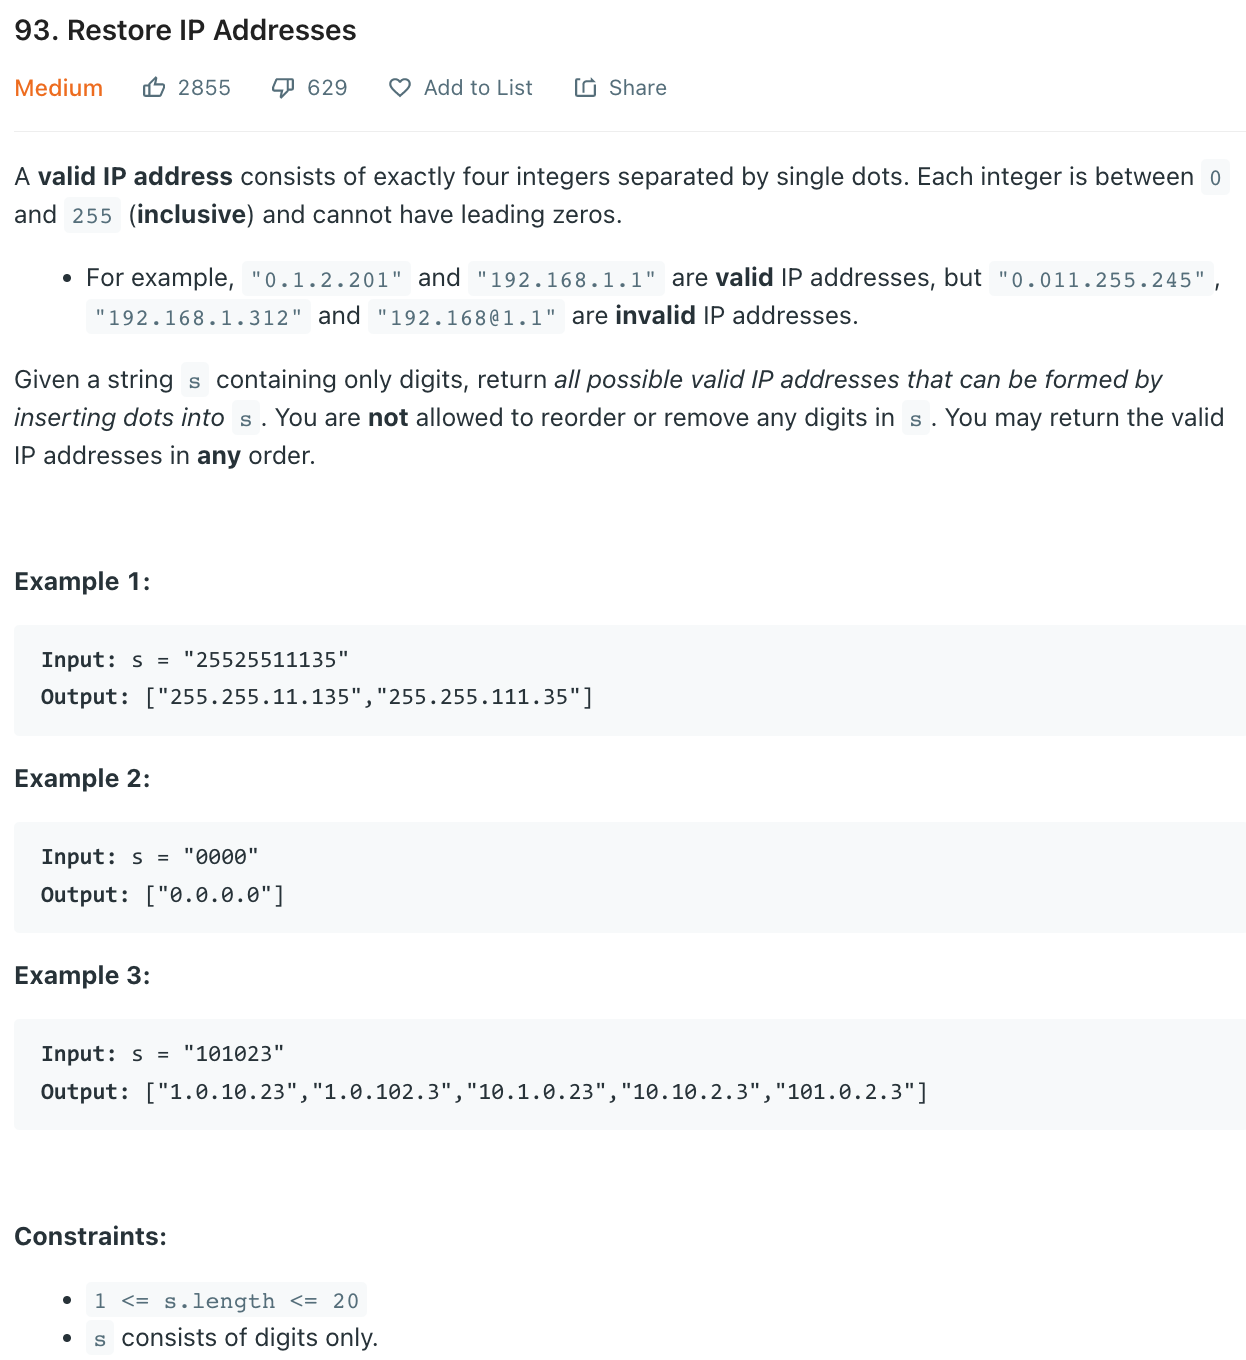 93. Restore IP Addresses
Medium 2855 629 Add to List Share
A valid IP address consists of exactly four integers separated by single dots. Each integer is between 0
and 255 (inclusive) and cannot have leading zeros.
• For example, "0.1.2.201" and "192.168.1.1" are valid IP addresses, but "0.011.255.245",
"192.168.1.312" and "192.168@1.1" are invalid IP addresses.
Given a string s containing only digits, return all possible valid IP addresses that can be formed by
inserting dots into s. You are not allowed to reorder or remove any digits in s. You may return the valid
IP addresses in any order.
Example 1:
Input: s = "25525511135"
Output: ["255.255.11.135","255.255.111.35"]
Example 2:
Input: s = "0000"
Output: ["0.0.0.0"]
Example 3:
Input: s = "101023"
Output: ["1.0.10.23","1.0.102.3","10.1.0.23","10.10.2.3","101.0.2.3"]
Constraints:
• 1 <= s.length <= 20
• s consists of digits only.